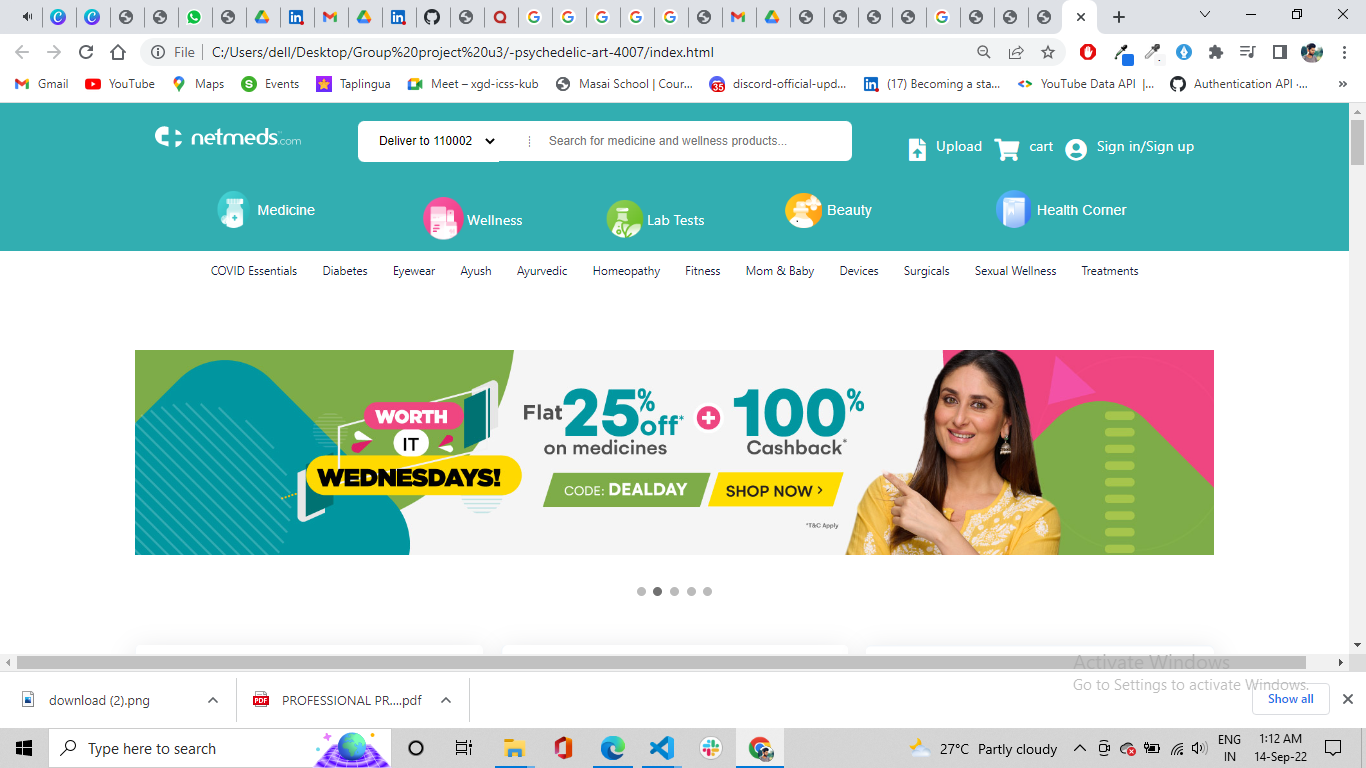 File | C:/Users/dell/Desktop/Group%20project%20u3/-psychedelic-art-4007/index.html
Gmail YouTube Maps Events Taplingua Meet – xgd-icss-kub Masai School | Cour... discord-official-upd... (17) Becoming a sta... YouTube Data API |... Authentication API ·... »
netmeds.com Deliver to 110002 Search for medicine and wellness products... Upload cart Sign in/Sign up
Medicine Wellness Lab Tests Beauty Health Corner
COVID Essentials Diabetes Eyewear Ayush Ayurvedic Homeopathy Fitness Mom & Baby Devices Surgicals Sexual Wellness Treatments
WORTH
IT
WEDNESDAYS!
Flat 25% off* + 100%
on medicines Cashback*
CODE: DEALDAY SHOP NOW >
*T&C Apply
Activate Windows
Go to Settings to activate Windows.
download (2).png PDF PROFESSIONAL PR....pdf Show all
Type here to search 27°C Partly cloudy ENG 1:12 AM
IN 14-Sep-22